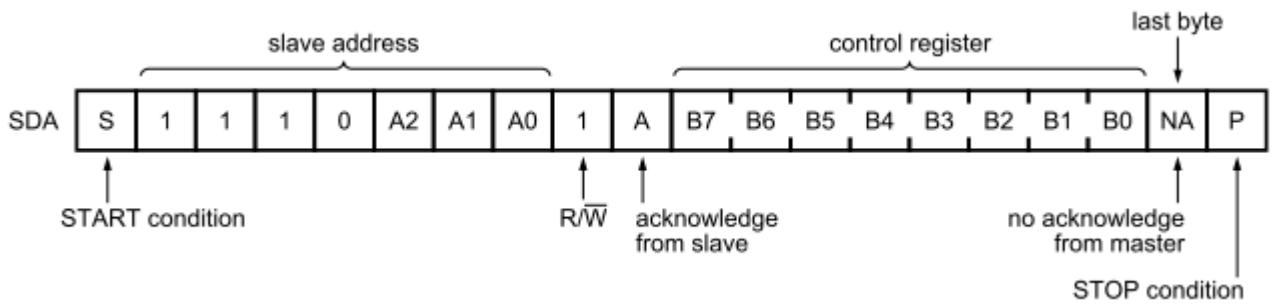 last byte
slave address control register
SDA S 1 1 1 0 A2 A1 A0 1 A B7 B6 B5 B4 B3 B2 B1 B0 NA P
START condition R/W̅ acknowledge no acknowledge
from slave from master
STOP condition